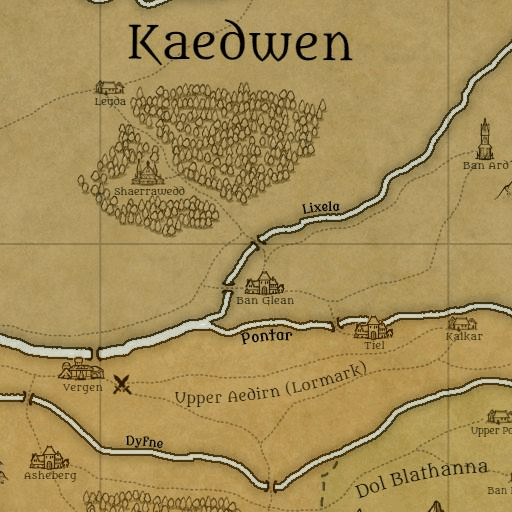 Kaedwen
Leyda
Ban Ard
Shaerrawedd
Lixela
Ban Glean
Pontar
Tiel
Kalkar
Vergen
Upper Aedirn (Lormark)
Dyfne
Upper Po
Asheberg
Dol Blathanna
Ban